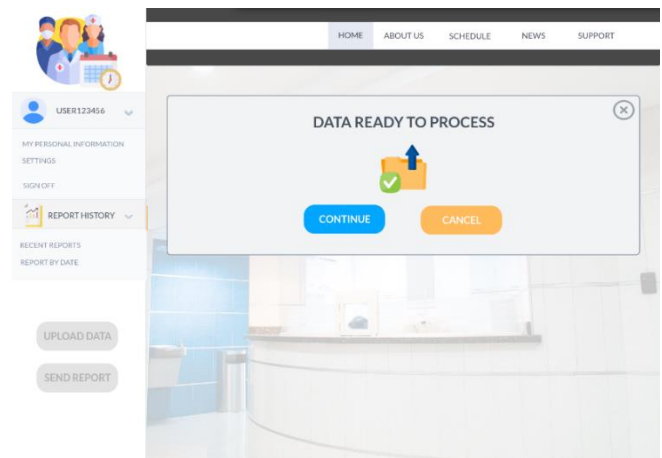 HOME ABOUT US SCHEDULE NEWS SUPPORT
USER123456
MY PERSONAL INFORMATION
SETTINGS
SIGN OFF
REPORT HISTORY
RECENT REPORTS
REPORT BY DATE
UPLOAD DATA
SEND REPORT
DATA READY TO PROCESS
CONTINUE CANCEL